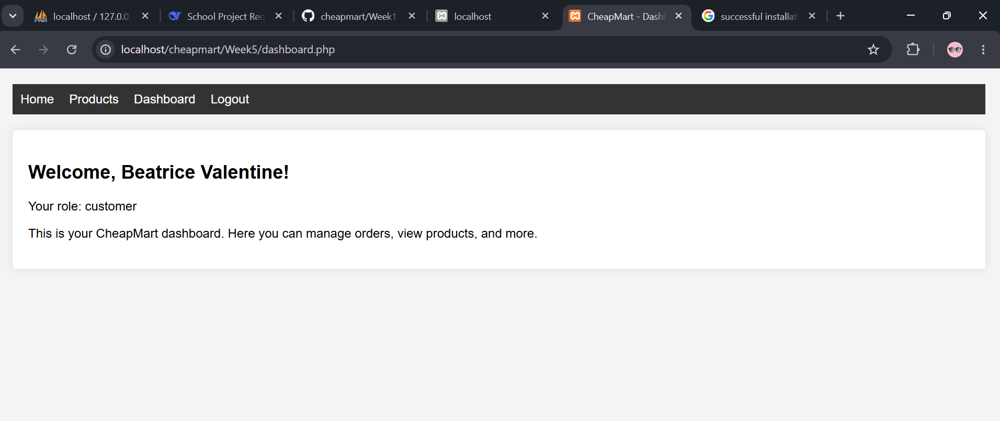 localhost / 127.0.0.
School Project Req
cheapmart/Week1
localhost
CheapMart - Dash
successful installati
localhost/cheapmart/Week5/dashboard.php
Home Products Dashboard Logout
Welcome, Beatrice Valentine!
Your role: customer
This is your CheapMart dashboard. Here you can manage orders, view products, and more.